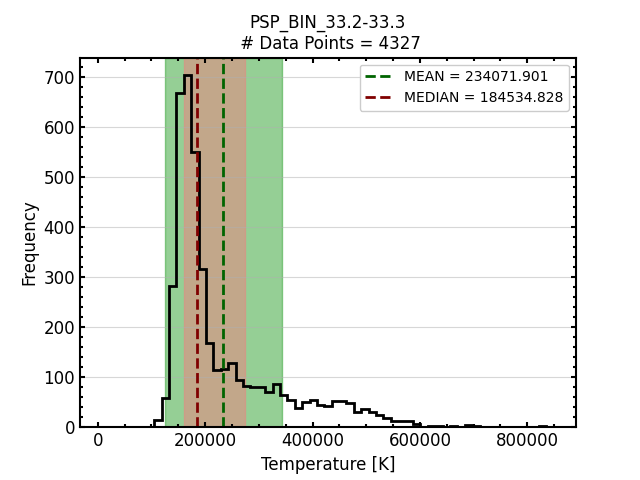 PSP_BIN_33.2-33.3
# Data Points = 4327
MEAN = 234071.901
MEDIAN = 184534.828
Frequency
700
600
500
400
300
200
100
0
0 200000 400000 600000 800000
Temperature [K]